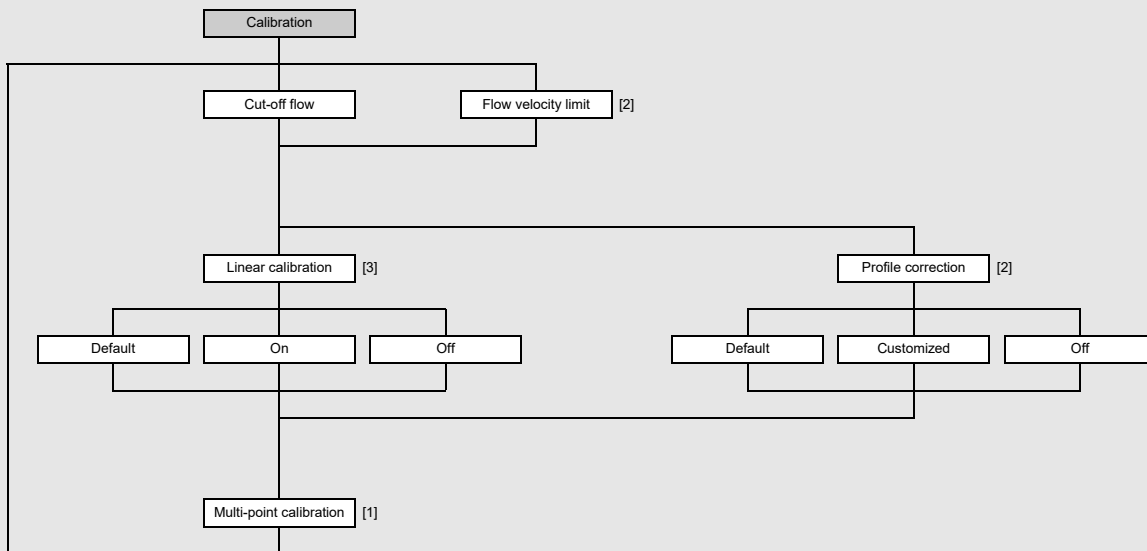 Calibration
Cut-off flow
Flow velocity limit [2]
Linear calibration [3]
Profile correction [2]
Default
On
Off
Default
Customized
Off
Multi-point calibration [1]